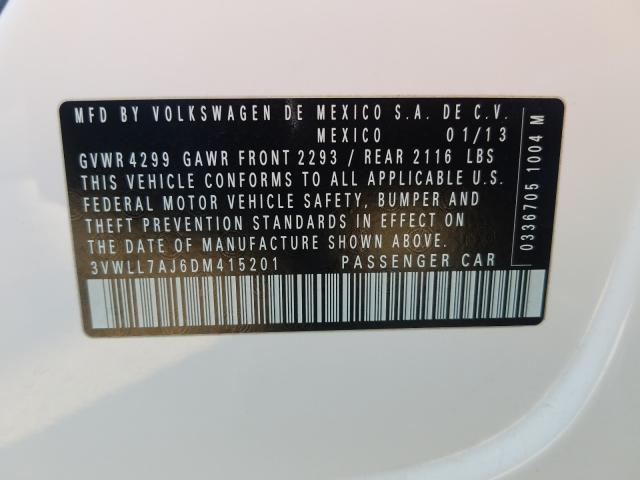 MFD BY VOLKSWAGEN DE MEXICO S.A. DE C.V.
MEXICO 01/13
GVWR 4299 GAWR FRONT 2293 / REAR 2116 LBS
THIS VEHICLE CONFORMS TO ALL APPLICABLE U.S.
FEDERAL MOTOR VEHICLE SAFETY, BUMPER AND
THEFT PREVENTION STANDARDS IN EFFECT ON
THE DATE OF MANUFACTURE SHOWN ABOVE.
3VWLL7AJ6DM415201 PASSENGER CAR
0336705 1004 M